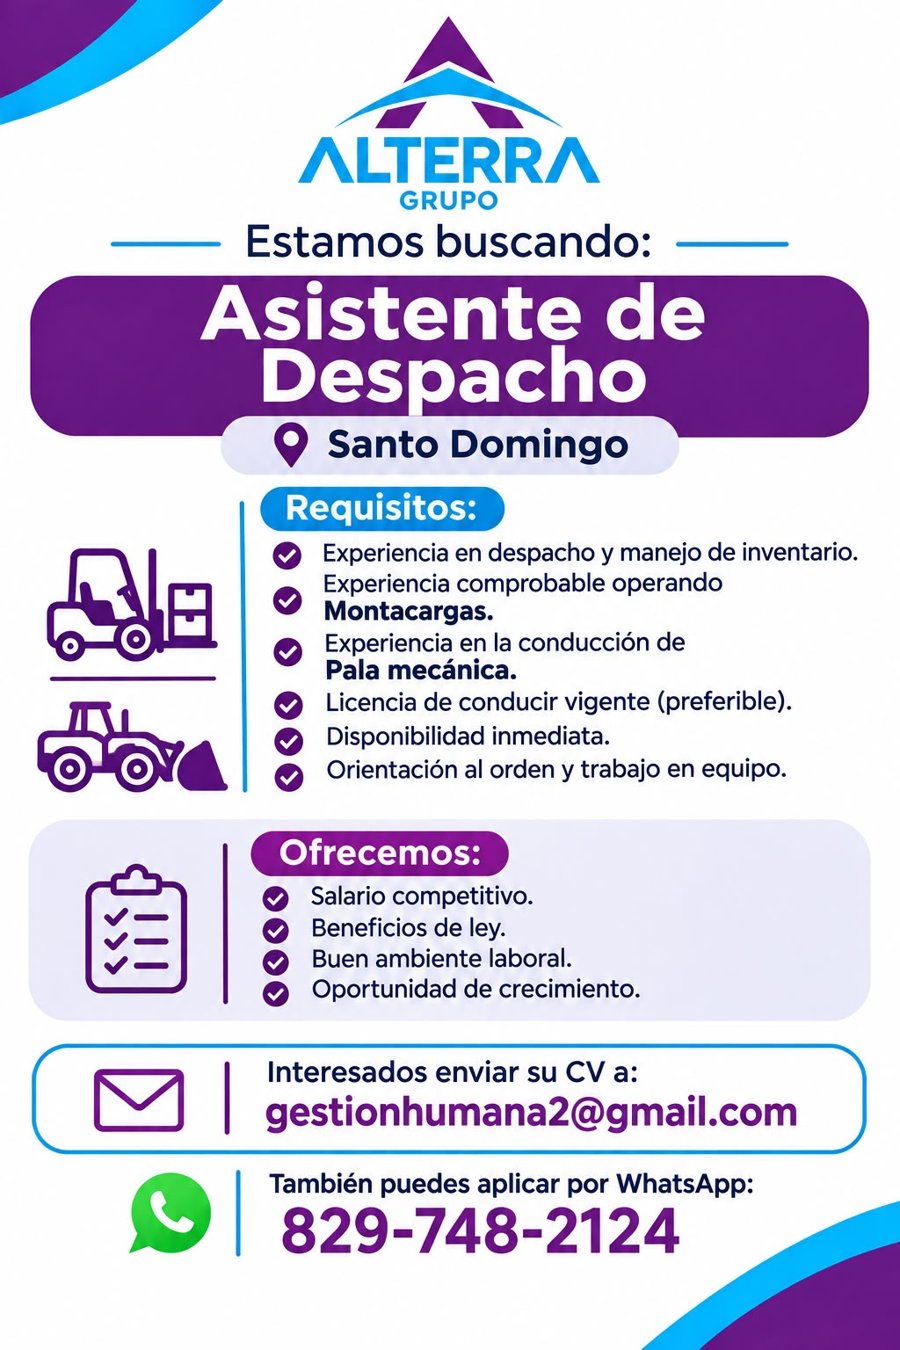 ALTERRA
GRUPO
Estamos buscando:
Asistente de
Despacho
Santo Domingo
Requisitos:
Experiencia en despacho y manejo de inventario.
Experiencia comprobable operando
Montacargas.
Experiencia en la conducción de
Pala mecánica.
Licencia de conducir vigente (preferible).
Disponibilidad inmediata.
Orientación al orden y trabajo en equipo.
Ofrecemos:
Salario competitivo.
Beneficios de ley.
Buen ambiente laboral.
Oportunidad de crecimiento.
Interesados enviar su CV a:
gestionhumana2@gmail.com
También puedes aplicar por WhatsApp:
829-748-2124